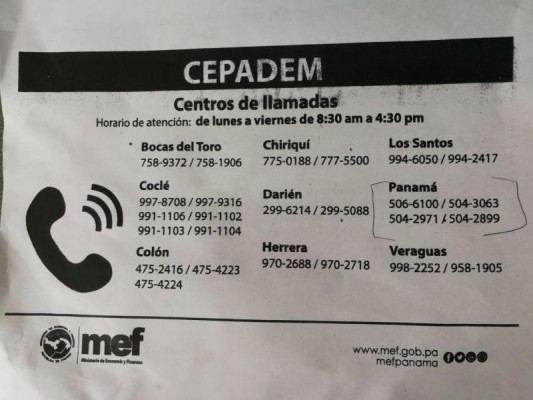 CEPADEM
Centros de llamadas
Horario de atención: de lunes a viernes de 8:30 am a 4:30 pm
Bocas del Toro
758-9372 / 758-1906
Chiriquí
775-0188 / 777-5500
Los Santos
994-6050 / 994-2417
Coclé
997-8708 / 997-9316
991-1106 / 991-1102
991-1103 / 991-1104
Darién
299-6214 / 299-5088
Panamá
506-6100 / 504-3063
504-2971 / 504-2899
Colón
475-2416 / 475-4223
475-4224
Herrera
970-2688 / 970-2718
Veraguas
998-2252 / 958-1905
mef
Ministerio de Economía y Finanzas
www.mef.gob.pa
mefpanama